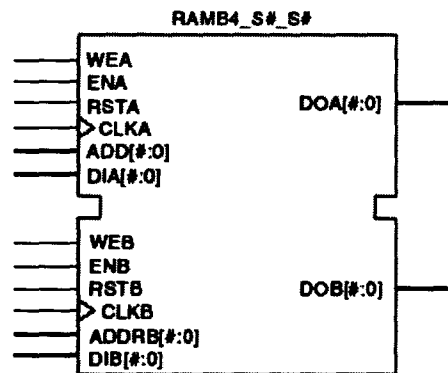 RAMB4_S#_S#
WEA
ENA
RSTA
DOA[#:0]
CLKA
ADD[#:0]
DIA[#:0]
WEB
ENB
RSTB
DOB[#:0]
CLKB
ADDRB[#:0]
DIB[#:0]